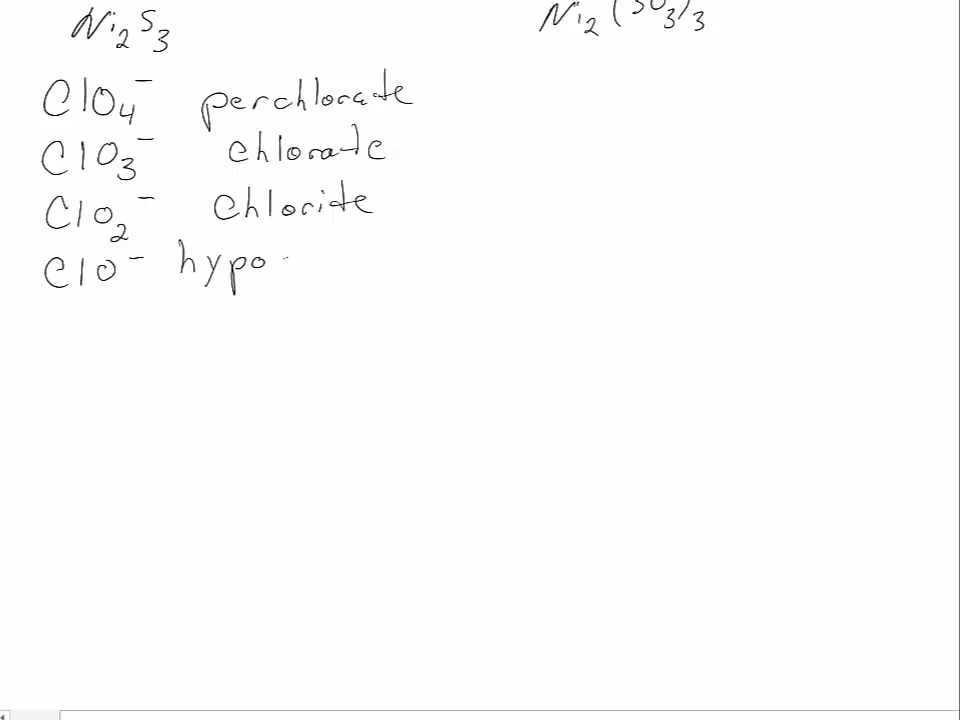 Ni₂S₃ Ni₂(SO₃)₃
ClO₄⁻ perchlorate
ClO₃⁻ chlorate
ClO₂⁻ chlorite
ClO⁻ hypo